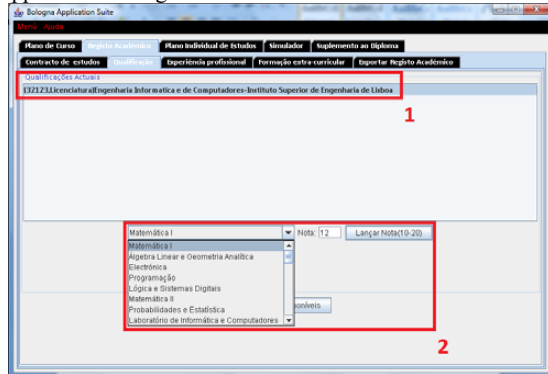 Bologna Application Suite
Menu Ajuda
Plano de Curso Registo Académico Plano Individual de Estudos Simulador Suplemento ao Diploma
Contracto de estudos Qualificação Experiência profissional Formação extra-curricular Exportar Registo Académico
Qualificações Actuais
(32123,Licenciatura)Engenharia Informatica e de Computadores-Instituto Superior de Engenharia de Lisboa
1
Matemática I Nota: 12 Lançar Nota(10-20)
Matemática I
Álgebra Linear e Geometria Analítica
Electrónica
Programação
Lógica e Sistemas Digitais
Matemática II
oníveis
Probabilidades e Estatística
Laboratório de Informática e Computadores
2